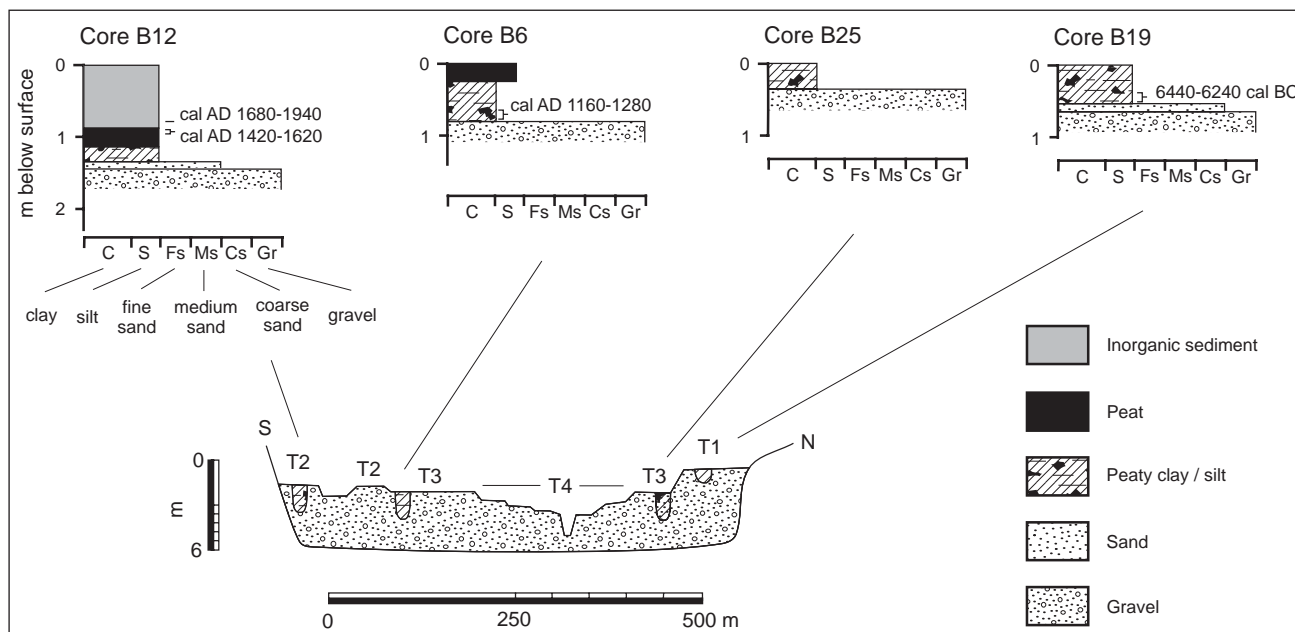 Core B12
Core B6
Core B25
Core B19
m below surface
0
1
2
cal AD 1680-1940
cal AD 1420-1620
C S Fs Ms Cs Gr
clay silt fine sand medium sand coarse sand gravel
0
1
cal AD 1160-1280
C S Fs Ms Cs Gr
0
1
C S Fs Ms Cs Gr
0
1
6440-6240 cal BC
C S Fs Ms Cs Gr
S
N
T2
T2
T3
T4
T3
T1
0
m
6
0 250 500 m
Inorganic sediment
Peat
Peaty clay / silt
Sand
Gravel